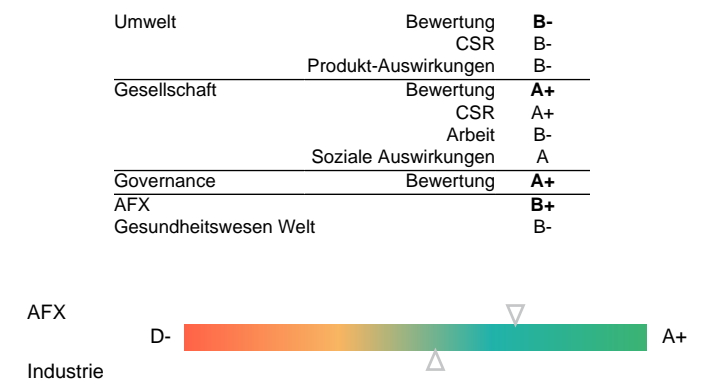 Umwelt Bewertung B-
CSR B-
Produkt-Auswirkungen B-
Gesellschaft Bewertung A+
CSR A+
Arbeit B-
Soziale Auswirkungen A
Governance Bewertung A+
AFX B+
Gesundheitswesen Welt B-
AFX
D- A+
Industrie